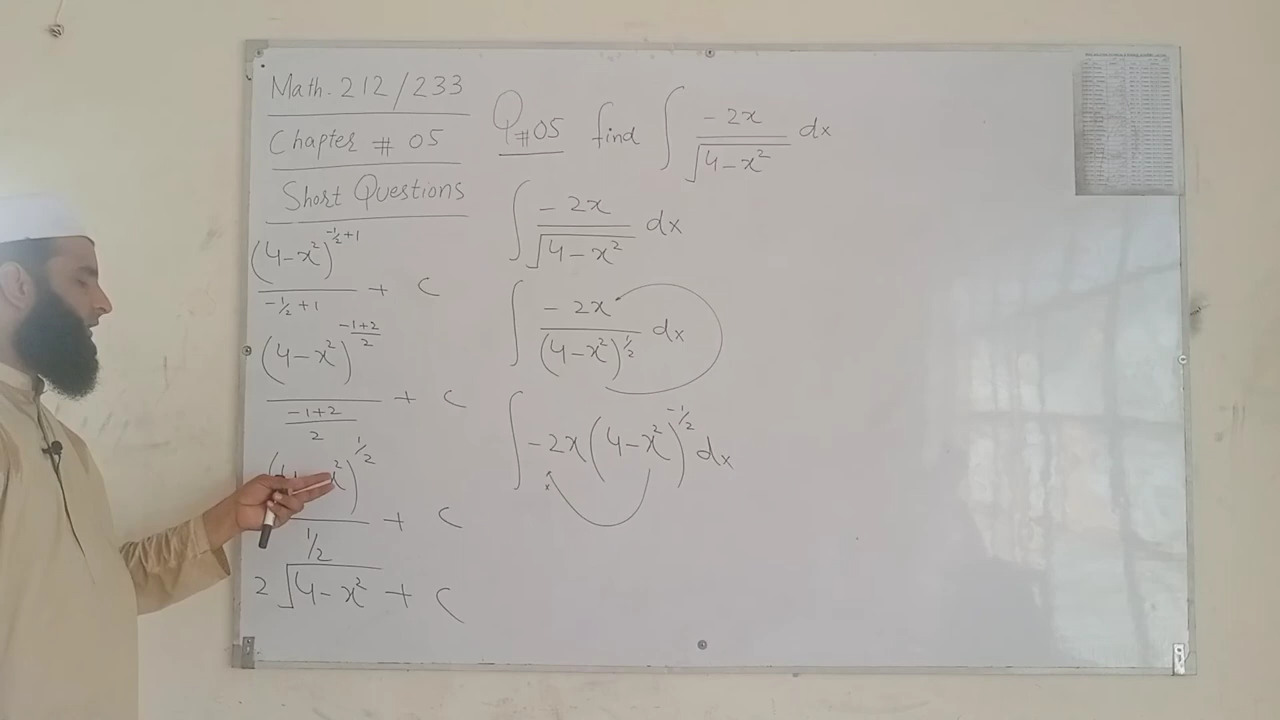 Math. 212/233
Chapter # 05
Short Questions
Q#05 find ∫ -2x / √(4-x²) dx
∫ -2x / √(4-x²) dx
∫ -2x / (4-x²)^(1/2) dx
∫ -2x (4-x²)^(-1/2) dx
(4-x²)^(-1/2+1) / (-1/2+1) + c
(4-x²)^((-1+2)/2) / ((-1+2)/2) + c
x²)^(1/2) / (1/2) + c
2 √(4-x²) + c